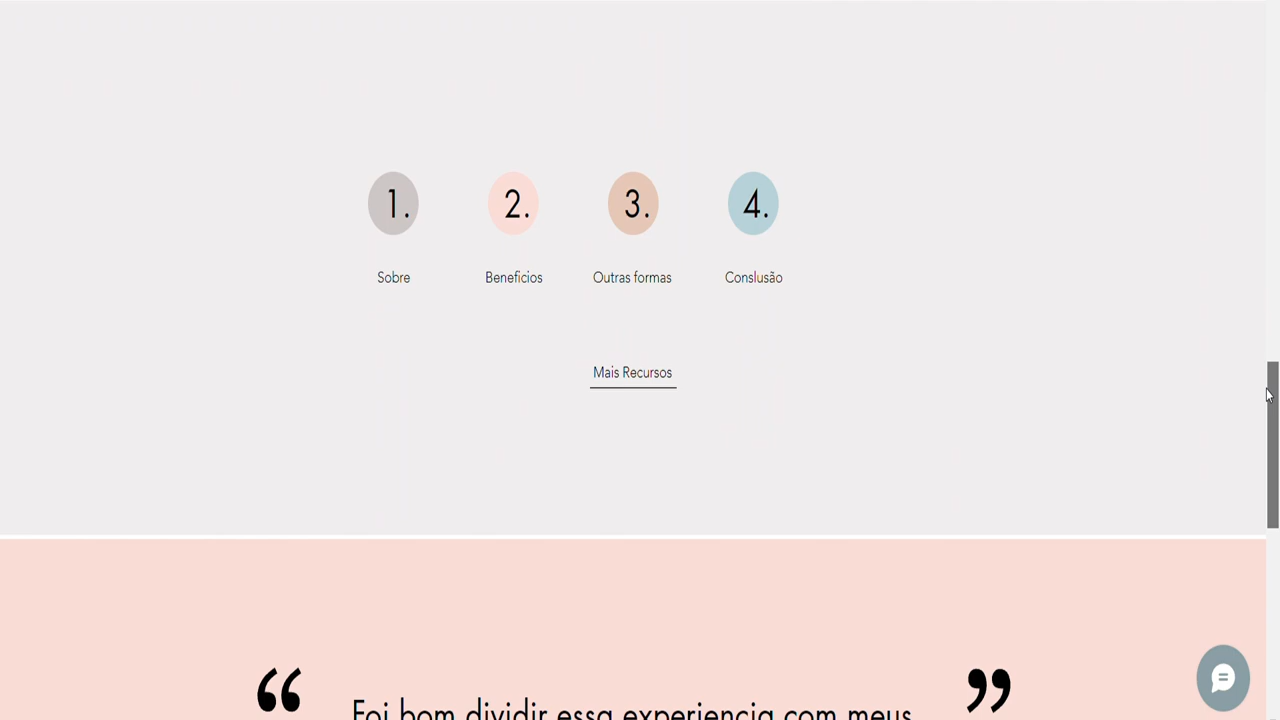 1. 2. 3. 4.
Sobre Benefícios Outras formas Conslusão
Mais Recursos
“ ”
Foi bom dividir essa experiencia com meus